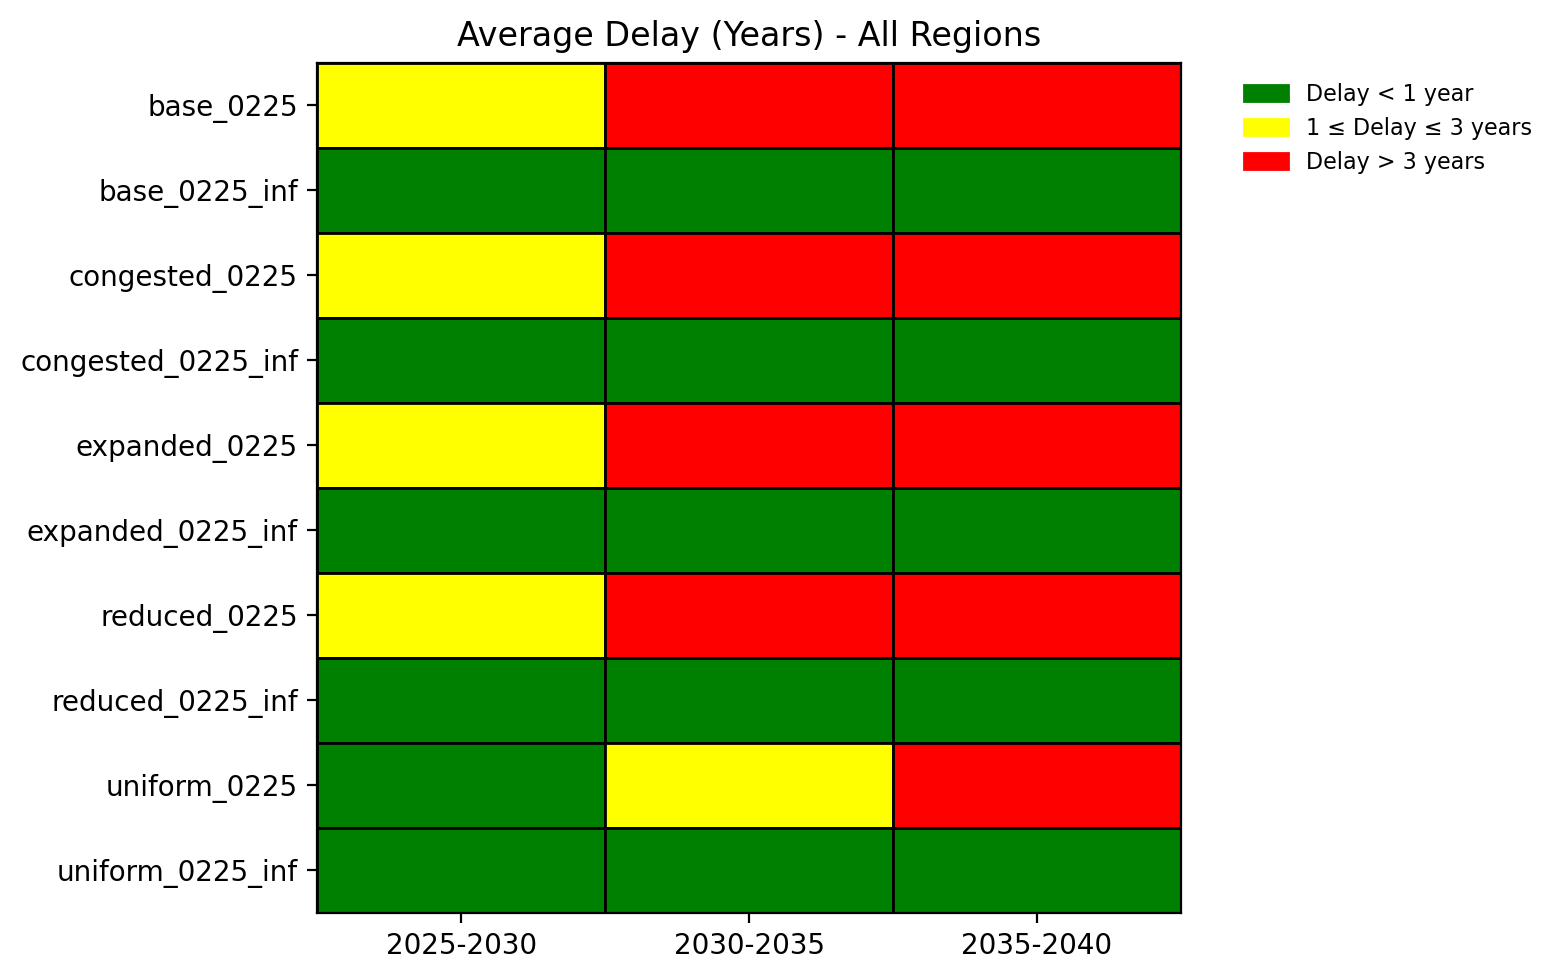 Average Delay (Years) - All Regions
Delay < 1 year
1 ≤ Delay ≤ 3 years
Delay > 3 years
base_0225
base_0225_inf
congested_0225
congested_0225_inf
expanded_0225
expanded_0225_inf
reduced_0225
reduced_0225_inf
uniform_0225
uniform_0225_inf
2025-2030
2030-2035
2035-2040